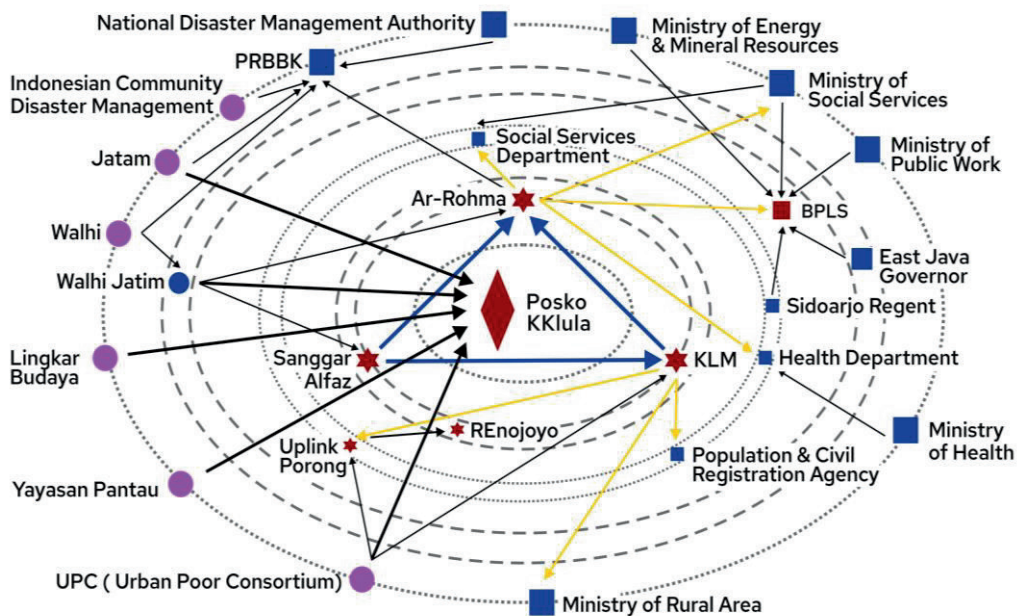 National Disaster Management Authority
Ministry of Energy
& Mineral Resources
PRBBK
Indonesian Community
Disaster Management
Ministry of
Social Services
Social Services
Department
Jatam
Ministry of
Public Work
Ar-Rohma
BPLS
Walhi
Walhi Jatim
East Java
Governor
Posko
KKlula
Sidoarjo Regent
Lingkar
Budaya
Sanggar
Alfaz
KLM
Health Department
REnojoyo
Uplink
Porong
Ministry
of Health
Population & Civil
Registration Agency
Yayasan Pantau
UPC ( Urban Poor Consortium)
Ministry of Rural Area